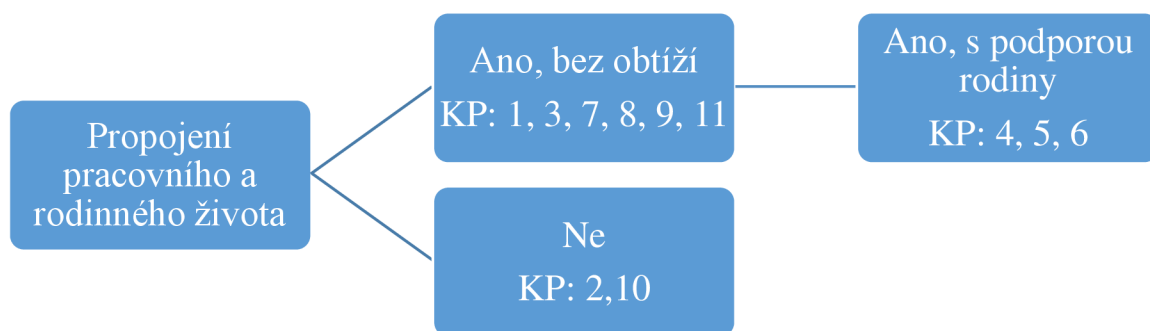 Propojení
pracovního a
rodinného života
Ano, bez obtíží
KP: 1, 3, 7, 8, 9, 11
Ano, s podporou
rodiny
KP: 4, 5, 6
Ne
KP: 2,10